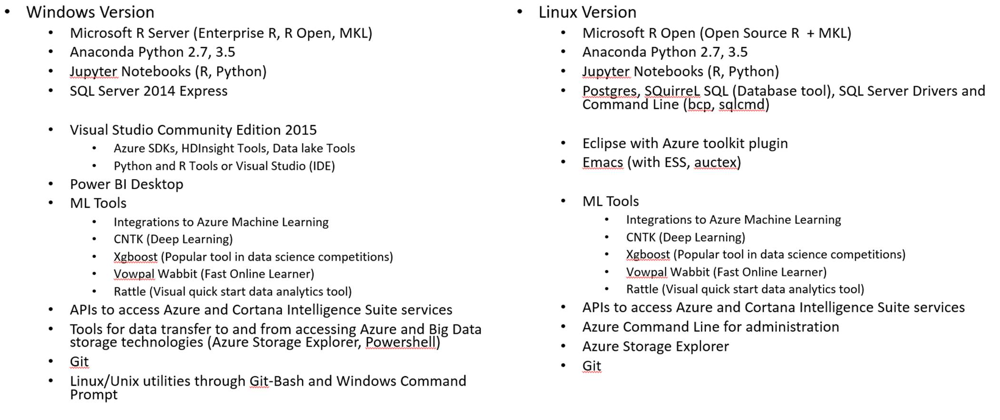 Windows Version
Microsoft R Server (Enterprise R, R Open, MKL)
Anaconda Python 2.7, 3.5
Jupyter Notebooks (R, Python)
SQL Server 2014 Express
Visual Studio Community Edition 2015
Azure SDKs, HDInsight Tools, Data lake Tools
Python and R Tools or Visual Studio (IDE)
Power BI Desktop
ML Tools
Integrations to Azure Machine Learning
CNTK (Deep Learning)
Xgboost (Popular tool in data science competitions)
Vowpal Wabbit (Fast Online Learner)
Rattle (Visual quick start data analytics tool)
APIs to access Azure and Cortana Intelligence Suite services
Tools for data transfer to and from accessing Azure and Big Data
storage technologies (Azure Storage Explorer, Powershell)
Git
Linux/Unix utilities through Git-Bash and Windows Command
Prompt
Linux Version
Microsoft R Open (Open Source R + MKL)
Anaconda Python 2.7, 3.5
Jupyter Notebooks (R, Python)
Postgres, SQuirreL SQL (Database tool), SQL Server Drivers and
Command Line (bcp, sqlcmd)
Eclipse with Azure toolkit plugin
Emacs (with ESS, auctex)
ML Tools
Integrations to Azure Machine Learning
CNTK (Deep Learning)
Xgboost (Popular tool in data science competitions)
Vowpal Wabbit (Fast Online Learner)
Rattle (Visual quick start data analytics tool)
APIs to access Azure and Cortana Intelligence Suite services
Azure Command Line for administration
Azure Storage Explorer
Git